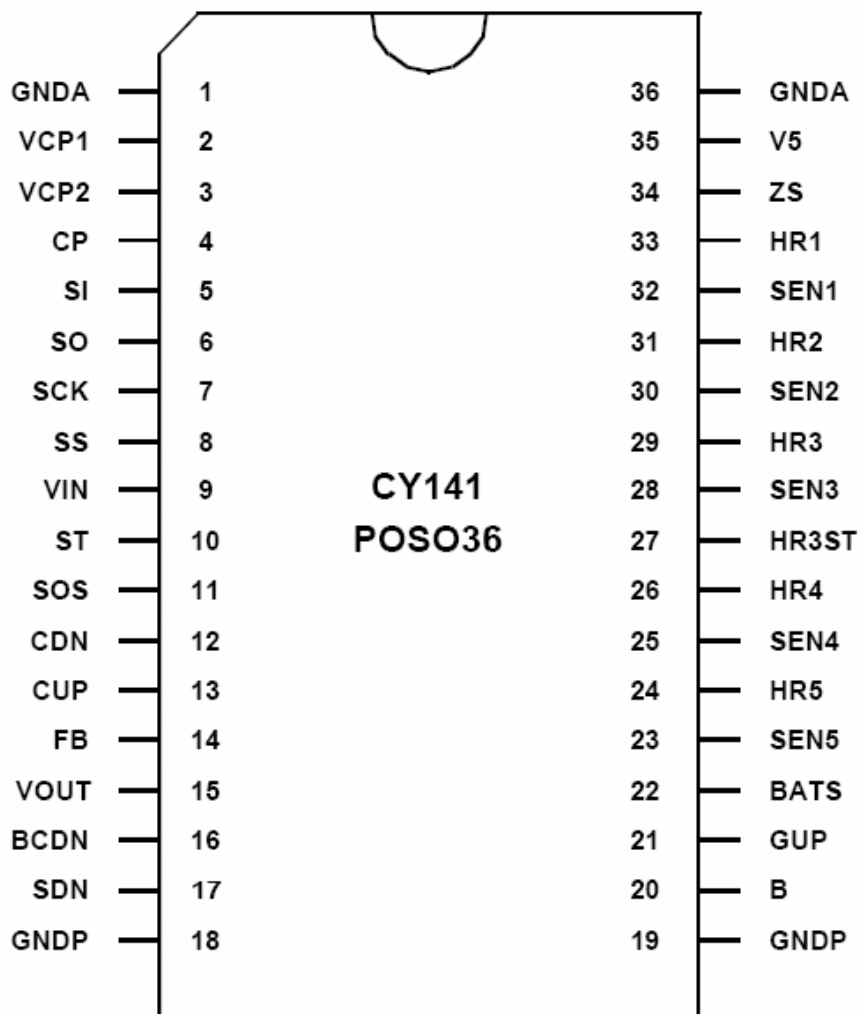 GNDA 1 36 GNDA
VCP1 2 35 V5
VCP2 3 34 ZS
CP 4 33 HR1
SI 5 32 SEN1
SO 6 31 HR2
SCK 7 30 SEN2
SS 8 29 HR3
VIN 9 CY141 28 SEN3
ST 10 POSO36 27 HR3ST
SOS 11 26 HR4
CDN 12 25 SEN4
CUP 13 24 HR5
FB 14 23 SEN5
VOUT 15 22 BATS
BCDN 16 21 GUP
SDN 17 20 B
GNDP 18 19 GNDP